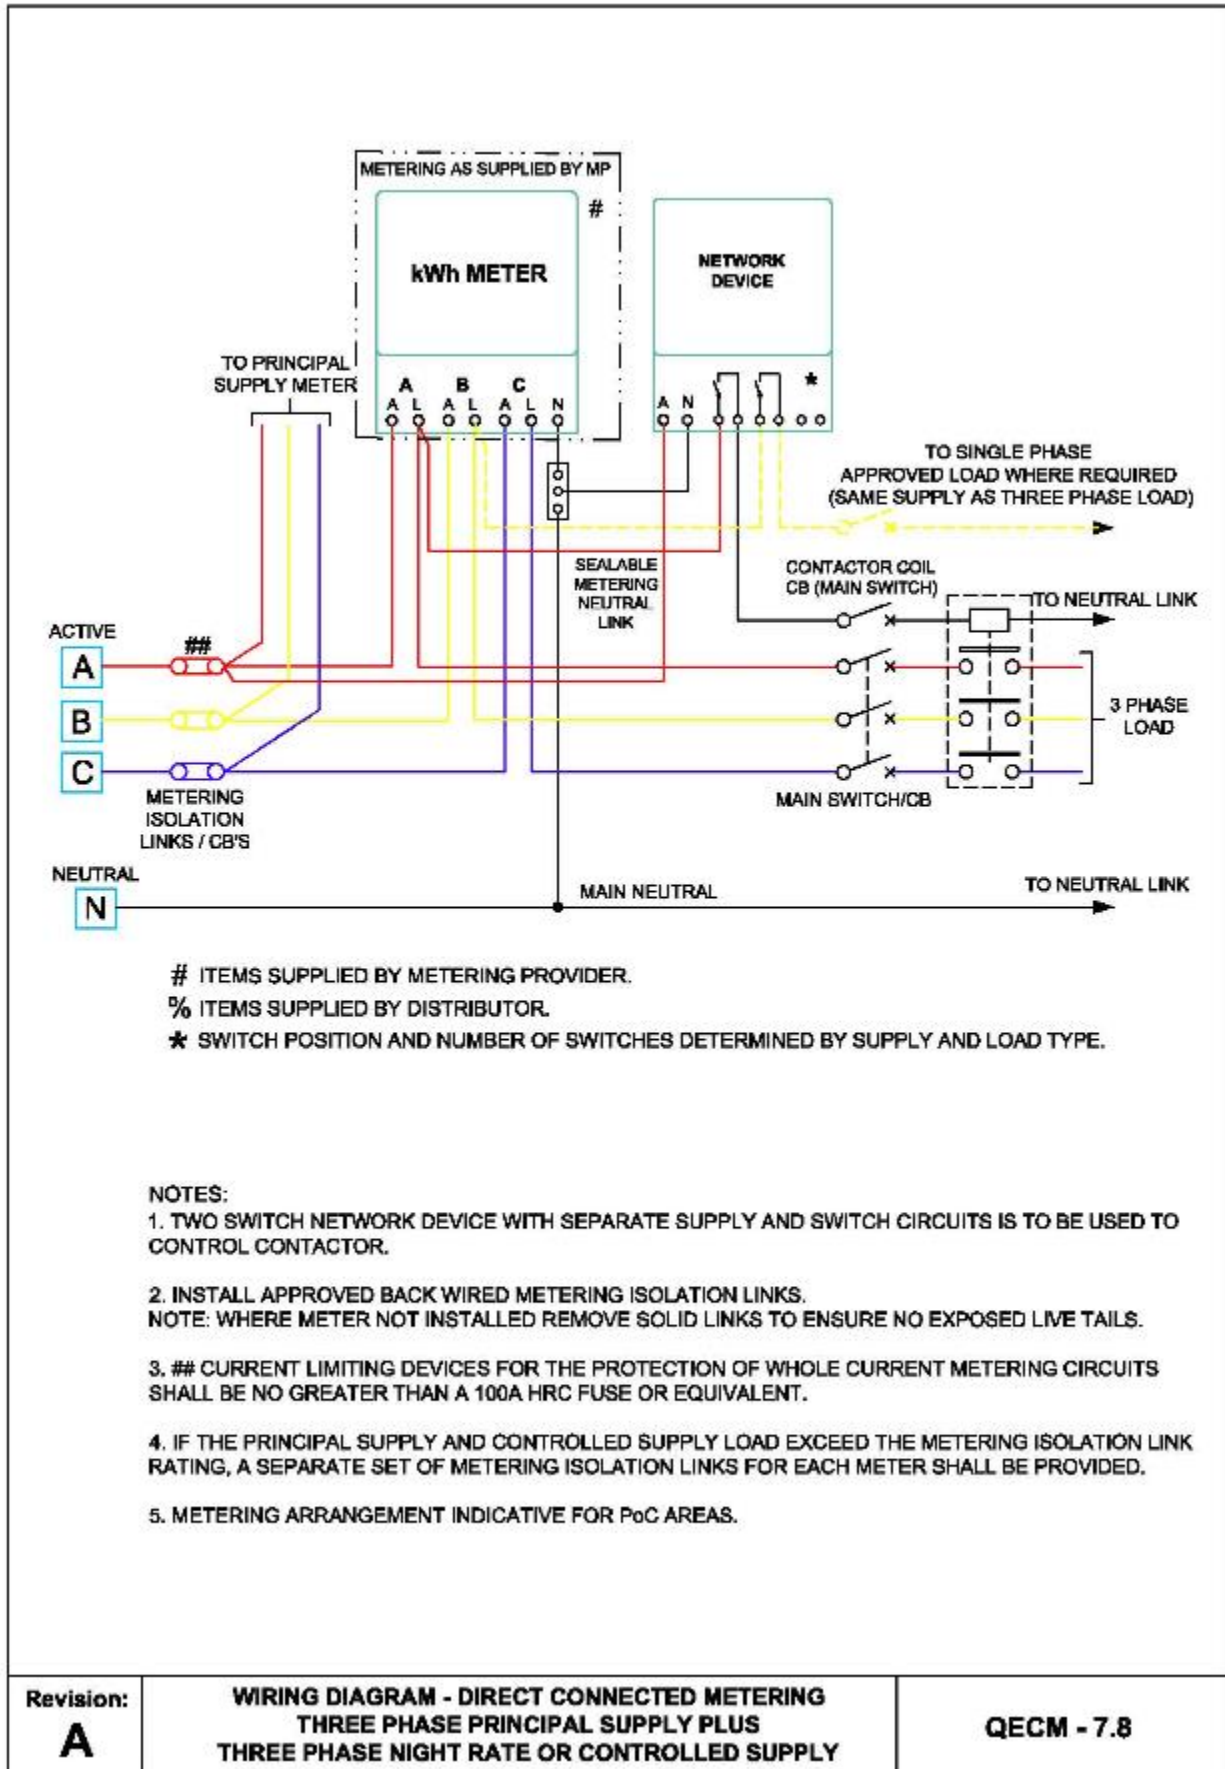 METERING AS SUPPLIED BY MP
#
kWh METER
NETWORK
DEVICE
TO PRINCIPAL
SUPPLY METER
A B C
A L A L A L N
A N
*
TO SINGLE PHASE
APPROVED LOAD WHERE REQUIRED
(SAME SUPPLY AS THREE PHASE LOAD)
SEALABLE
METERING
NEUTRAL
LINK
CONTACTOR COIL
CB (MAIN SWITCH)
TO NEUTRAL LINK
ACTIVE
##
A
B
C
3 PHASE
LOAD
METERING
ISOLATION
LINKS / CB'S
MAIN SWITCH/CB
NEUTRAL
N
MAIN NEUTRAL
TO NEUTRAL LINK
# ITEMS SUPPLIED BY METERING PROVIDER.
% ITEMS SUPPLIED BY DISTRIBUTOR.
* SWITCH POSITION AND NUMBER OF SWITCHES DETERMINED BY SUPPLY AND LOAD TYPE.
NOTES:
1. TWO SWITCH NETWORK DEVICE WITH SEPARATE SUPPLY AND SWITCH CIRCUITS IS TO BE USED TO
CONTROL CONTACTOR.
2. INSTALL APPROVED BACK WIRED METERING ISOLATION LINKS.
NOTE: WHERE METER NOT INSTALLED REMOVE SOLID LINKS TO ENSURE NO EXPOSED LIVE TAILS.
3. ## CURRENT LIMITING DEVICES FOR THE PROTECTION OF WHOLE CURRENT METERING CIRCUITS
SHALL BE NO GREATER THAN A 100A HRC FUSE OR EQUIVALENT.
4. IF THE PRINCIPAL SUPPLY AND CONTROLLED SUPPLY LOAD EXCEED THE METERING ISOLATION LINK
RATING, A SEPARATE SET OF METERING ISOLATION LINKS FOR EACH METER SHALL BE PROVIDED.
5. METERING ARRANGEMENT INDICATIVE FOR PoC AREAS.
Revision:
A
WIRING DIAGRAM - DIRECT CONNECTED METERING
THREE PHASE PRINCIPAL SUPPLY PLUS
THREE PHASE NIGHT RATE OR CONTROLLED SUPPLY
QECM - 7.8